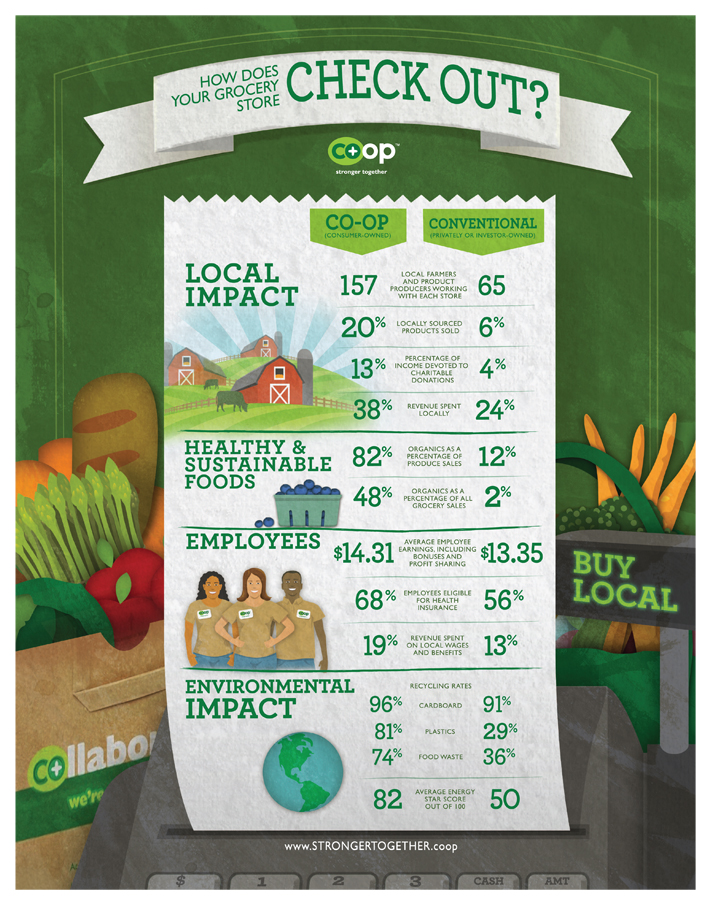 HOW DOES
YOUR GROCERY
STORE
CHECK OUT?
co+op™
stronger together
CO-OP
(CONSUMER-OWNED)
CONVENTIONAL
(PRIVATELY OR INVESTOR-OWNED)
LOCAL
IMPACT
157
LOCAL FARMERS
AND PRODUCT
PRODUCERS WORKING
WITH EACH STORE
65
20%
LOCALLY SOURCED
PRODUCTS SOLD
6%
13%
PERCENTAGE OF
INCOME DEVOTED TO
CHARITABLE
DONATIONS
4%
38%
REVENUE SPENT
LOCALLY
24%
HEALTHY &
SUSTAINABLE
FOODS
82%
ORGANICS AS A
PERCENTAGE OF
PRODUCE SALES
12%
48%
ORGANICS AS A
PERCENTAGE OF ALL
GROCERY SALES
2%
EMPLOYEES
$14.31
AVERAGE EMPLOYEE
EARNINGS, INCLUDING
BONUSES AND
PROFIT SHARING
$13.35
68%
EMPLOYEES ELIGIBLE
FOR HEALTH
INSURANCE
56%
19%
REVENUE SPENT
ON LOCAL WAGES
AND BENEFITS
13%
ENVIRONMENTAL
IMPACT
RECYCLING RATES
96%
CARDBOARD
91%
81%
PLASTICS
29%
74%
FOOD WASTE
36%
82
AVERAGE ENERGY
STAR SCORE
OUT OF 100
50
BUY
LOCAL
co+llabo
we're
www.STRONGERTOGETHER.coop
$ 1 2 3 CASH AMT